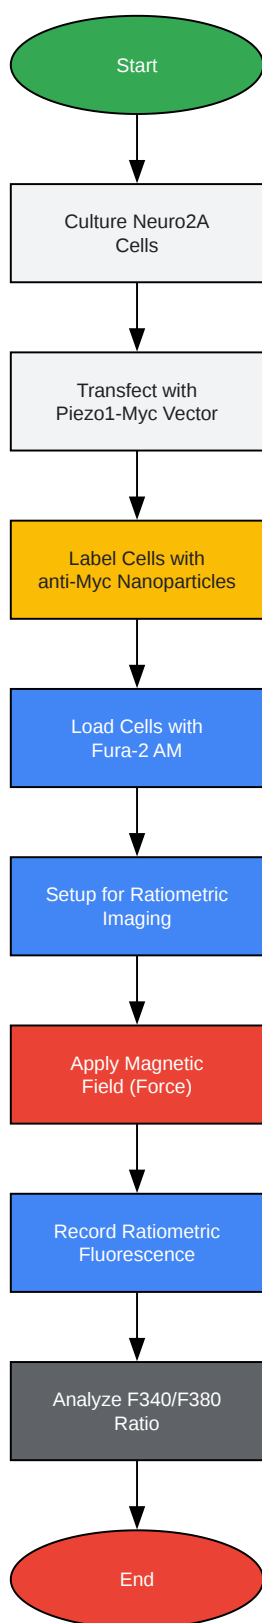 Start
Culture Neuro2A
Cells
Transfect with
Piezo1-Myc Vector
Label Cells with
anti-Myc Nanoparticles
Load Cells with
Fura-2 AM
Setup for Ratiometric
Imaging
Apply Magnetic
Field (Force)
Record Ratiometric
Fluorescence
Analyze F340/F380
Ratio
End